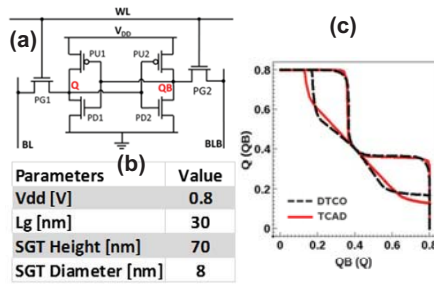 (a)
WL
VDD
PU1
PU2
Q
QB
PG1
PG2
PD1
PD2
BL
BLB
(b)
Parameters Value
Vdd [V] 0.8
Lg [nm] 30
SGT Height [nm] 70
SGT Diameter [nm] 8
(c)
Q (QB)
0.8
0.6
0.4
0.2
0.0
DTCO
TCAD
0 0.2 0.4 0.6 0.8
QB (Q)